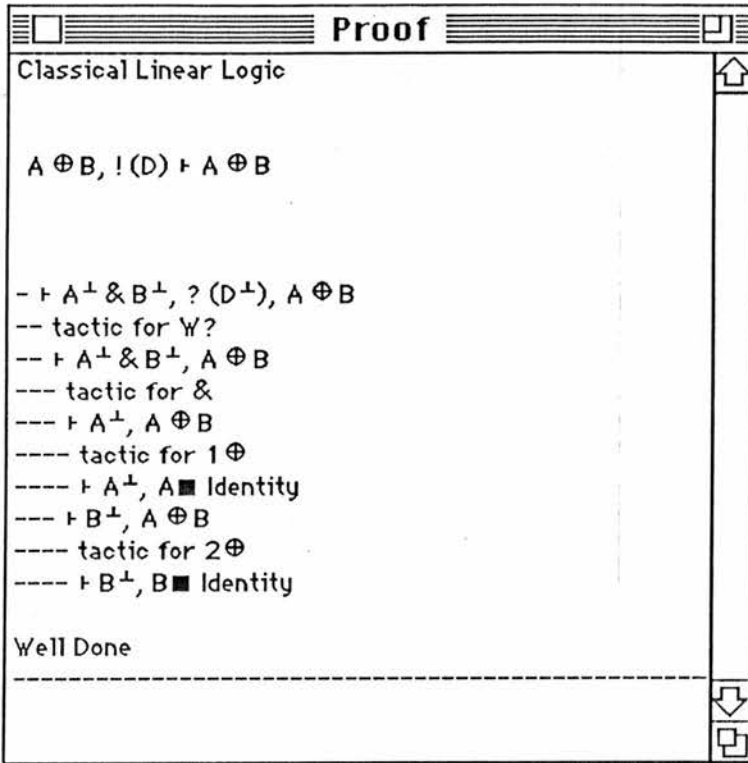 Proof
Classical Linear Logic
A ⊕ B, !(D) ⊢ A ⊕ B
- ⊢ A⊥ & B⊥, ?(D⊥), A ⊕ B
-- tactic for W?
-- ⊢ A⊥ & B⊥, A ⊕ B
--- tactic for &
--- ⊢ A⊥, A ⊕ B
---- tactic for 1⊕
---- ⊢ A⊥, A■ Identity
--- ⊢ B⊥, A ⊕ B
---- tactic for 2⊕
---- ⊢ B⊥, B■ Identity
Well Done